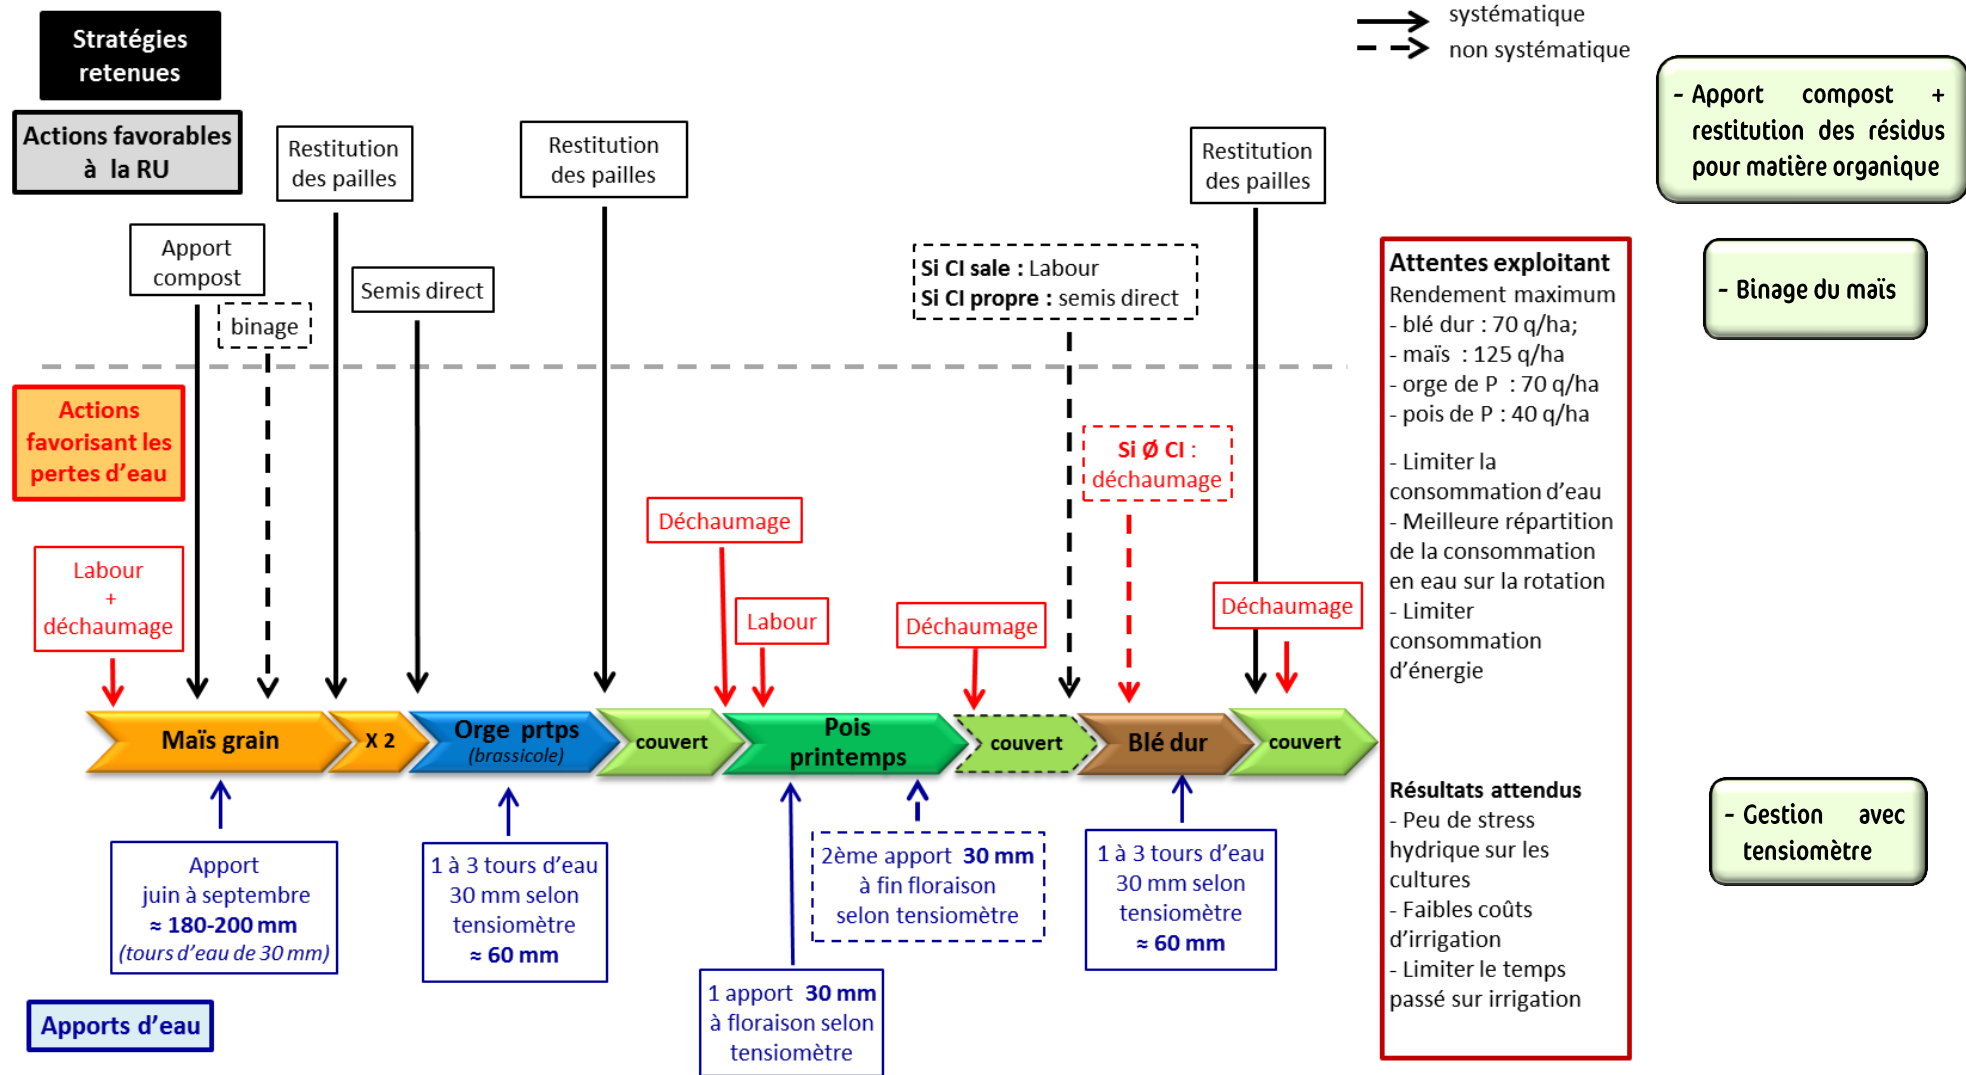 Stratégies
retenues
systématique
non systématique
Actions favorables
à la RU
Restitution
des pailles
Restitution
des pailles
Restitution
des pailles
- Apport compost +
restitution des résidus
pour matière organique
Apport
compost
binage
Semis direct
Si CI sale : Labour
Si CI propre : semis direct
- Binage du maïs
Actions
favorisant les
pertes d’eau
Labour
+
déchaumage
Déchaumage
Labour
Déchaumage
Si Ø CI :
déchaumage
Déchaumage
Maïs grain
X 2
Orge prtps
(brassicole)
couvert
Pois
printemps
couvert
Blé dur
couvert
Apport
juin à septembre
≈ 180-200 mm
(tours d’eau de 30 mm)
1 à 3 tours d’eau
30 mm selon
tensiomètre
≈ 60 mm
1 apport 30 mm
à floraison selon
tensiomètre
2ème apport 30 mm
à fin floraison
selon tensiomètre
1 à 3 tours d’eau
30 mm selon
tensiomètre
≈ 60 mm
Apports d’eau
Attentes exploitant
Rendement maximum
- blé dur : 70 q/ha;
- maïs : 125 q/ha
- orge de P : 70 q/ha
- pois de P : 40 q/ha
- Limiter la
consommation d’eau
- Meilleure répartition
de la consommation
en eau sur la rotation
- Limiter
consommation
d’énergie
Résultats attendus
- Peu de stress
hydrique sur les
cultures
- Faibles coûts
d’irrigation
- Limiter le temps
passé sur irrigation
- Gestion avec
tensiomètre